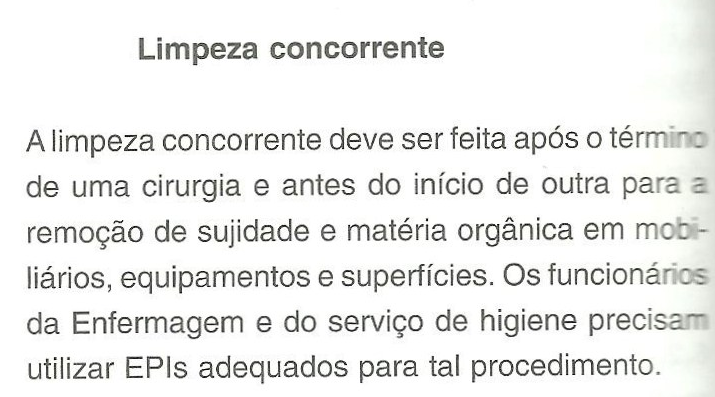 Limpeza concorrente
A limpeza concorrente deve ser feita após o término
de uma cirurgia e antes do início de outra para a
remoção de sujidade e matéria orgânica em mobi-
liários, equipamentos e superfícies. Os funcionários
da Enfermagem e do serviço de higiene precisam
utilizar EPIs adequados para tal procedimento.